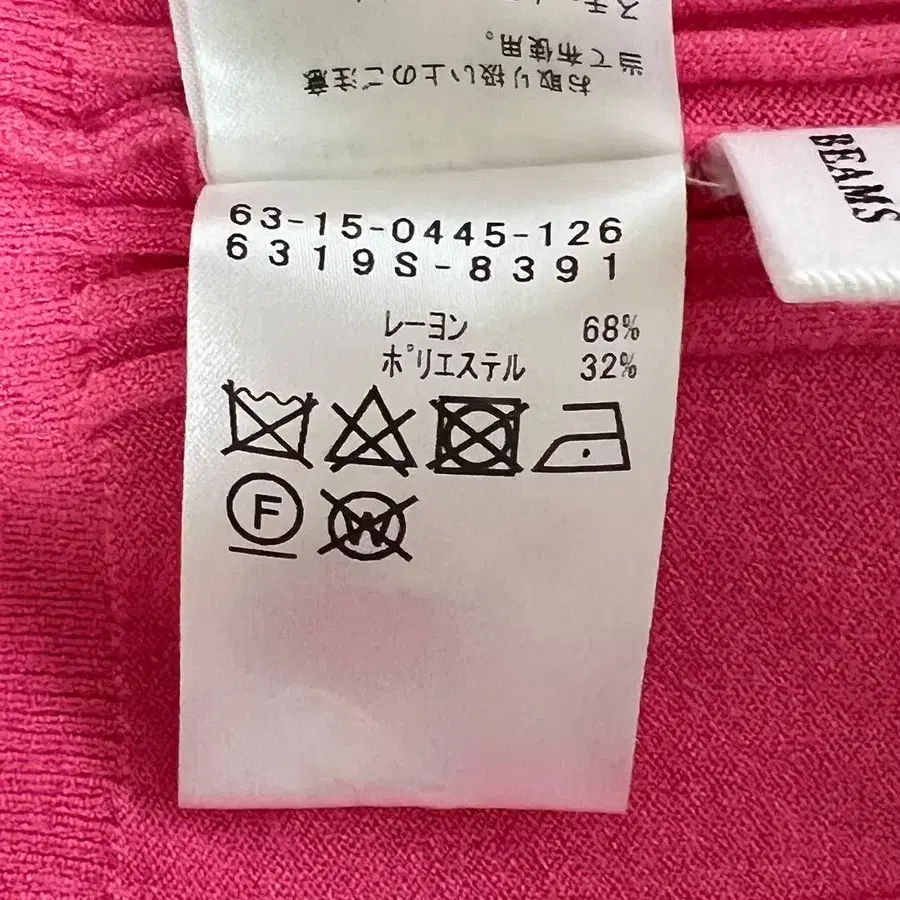 当て布使用。
お取り扱い上のご注意
BEAMS
63-15-0445-126
6319S-8391
レーヨン 68%
ポリエステル 32%
F
W